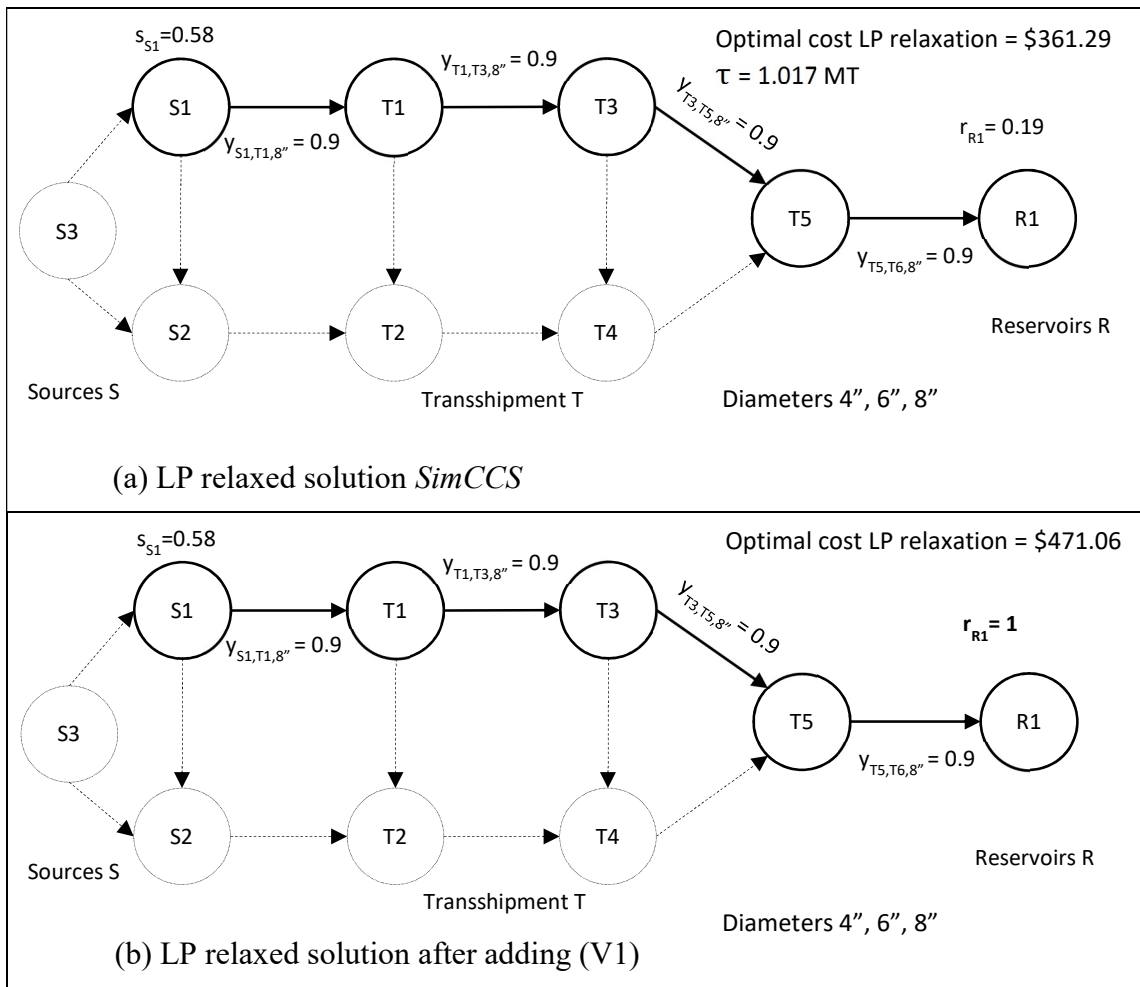 s_S1=0.58
Optimal cost LP relaxation = $361.29
τ = 1.017 MT
y_T1,T3,8” = 0.9
y_T3,T5,8” = 0.9
r_R1= 0.19
S1
T1
T3
y_S1,T1,8” = 0.9
S3
T5
R1
y_T5,T6,8” = 0.9
S2
T2
T4
Reservoirs R
Sources S
Transshipment T
Diameters 4”, 6”, 8”
(a) LP relaxed solution SimCCS
s_S1=0.58
Optimal cost LP relaxation = $471.06
y_T1,T3,8” = 0.9
y_T3,T5,8” = 0.9
r_R1= 1
S1
T1
T3
y_S1,T1,8” = 0.9
S3
T5
R1
y_T5,T6,8” = 0.9
S2
T2
T4
Reservoirs R
Sources S
Transshipment T
Diameters 4”, 6”, 8”
(b) LP relaxed solution after adding (V1)